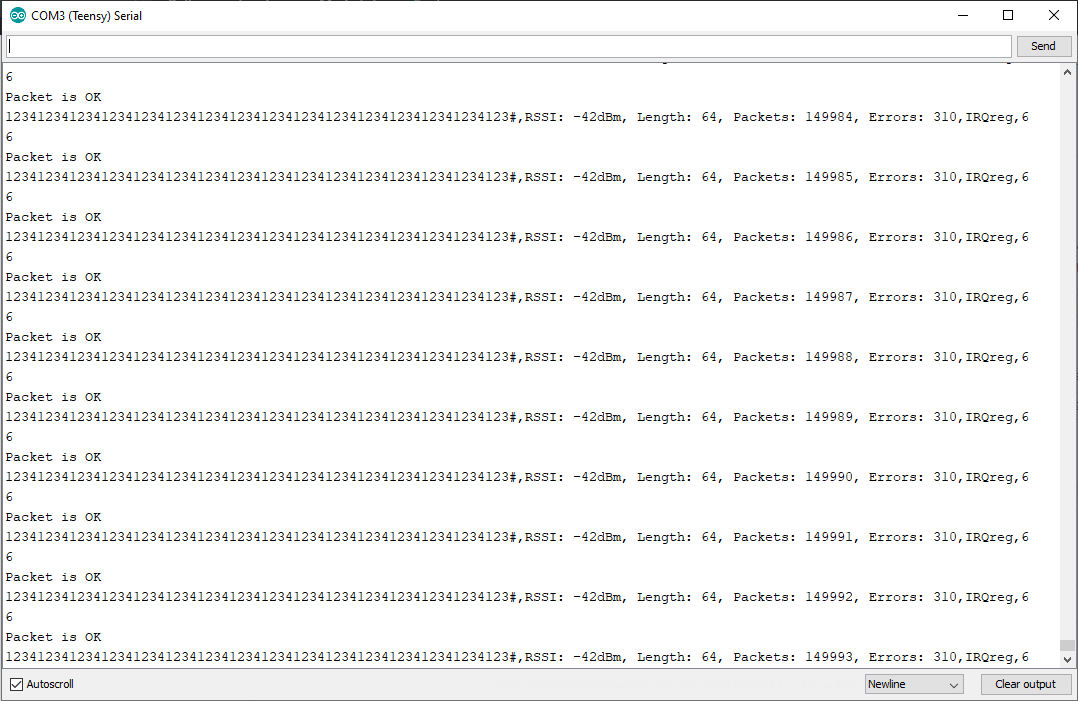 COM3 (Teensy) Serial
Send
6
Packet is OK
123412341234123412341234123412341234123412341234123412341234123#,RSSI: -42dBm, Length: 64, Packets: 149984, Errors: 310,IRQreg,6
6
Packet is OK
123412341234123412341234123412341234123412341234123412341234123#,RSSI: -42dBm, Length: 64, Packets: 149985, Errors: 310,IRQreg,6
6
Packet is OK
123412341234123412341234123412341234123412341234123412341234123#,RSSI: -42dBm, Length: 64, Packets: 149986, Errors: 310,IRQreg,6
6
Packet is OK
123412341234123412341234123412341234123412341234123412341234123#,RSSI: -42dBm, Length: 64, Packets: 149987, Errors: 310,IRQreg,6
6
Packet is OK
123412341234123412341234123412341234123412341234123412341234123#,RSSI: -42dBm, Length: 64, Packets: 149988, Errors: 310,IRQreg,6
6
Packet is OK
123412341234123412341234123412341234123412341234123412341234123#,RSSI: -42dBm, Length: 64, Packets: 149989, Errors: 310,IRQreg,6
6
Packet is OK
123412341234123412341234123412341234123412341234123412341234123#,RSSI: -42dBm, Length: 64, Packets: 149990, Errors: 310,IRQreg,6
6
Packet is OK
123412341234123412341234123412341234123412341234123412341234123#,RSSI: -42dBm, Length: 64, Packets: 149991, Errors: 310,IRQreg,6
6
Packet is OK
123412341234123412341234123412341234123412341234123412341234123#,RSSI: -42dBm, Length: 64, Packets: 149992, Errors: 310,IRQreg,6
6
Packet is OK
123412341234123412341234123412341234123412341234123412341234123#,RSSI: -42dBm, Length: 64, Packets: 149993, Errors: 310,IRQreg,6
Autoscroll
Newline
Clear output